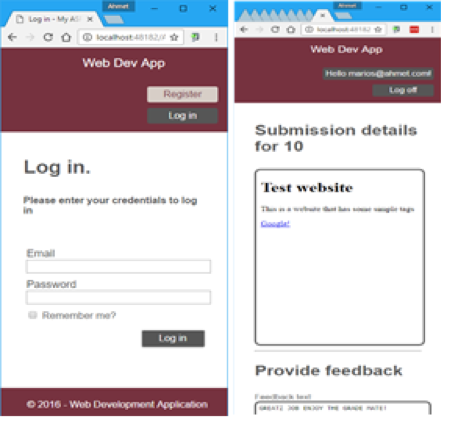 Ahmet
Log in - My AS
localhost:48182/
Web Dev App
Register
Log in
Log in.
Please enter your credentials to log
in
Email
Password
Remember me?
Log in
© 2016 - Web Development Application
Ahmet
localhost:48182
Web Dev App
Hello marios@ahmet.com!
Log off
Submission details
for 10
Test website
This is a website that has some sample tags
Google!
Provide feedback
Feedback text
GREAT JOB ENJOY THE GRADE MATE!